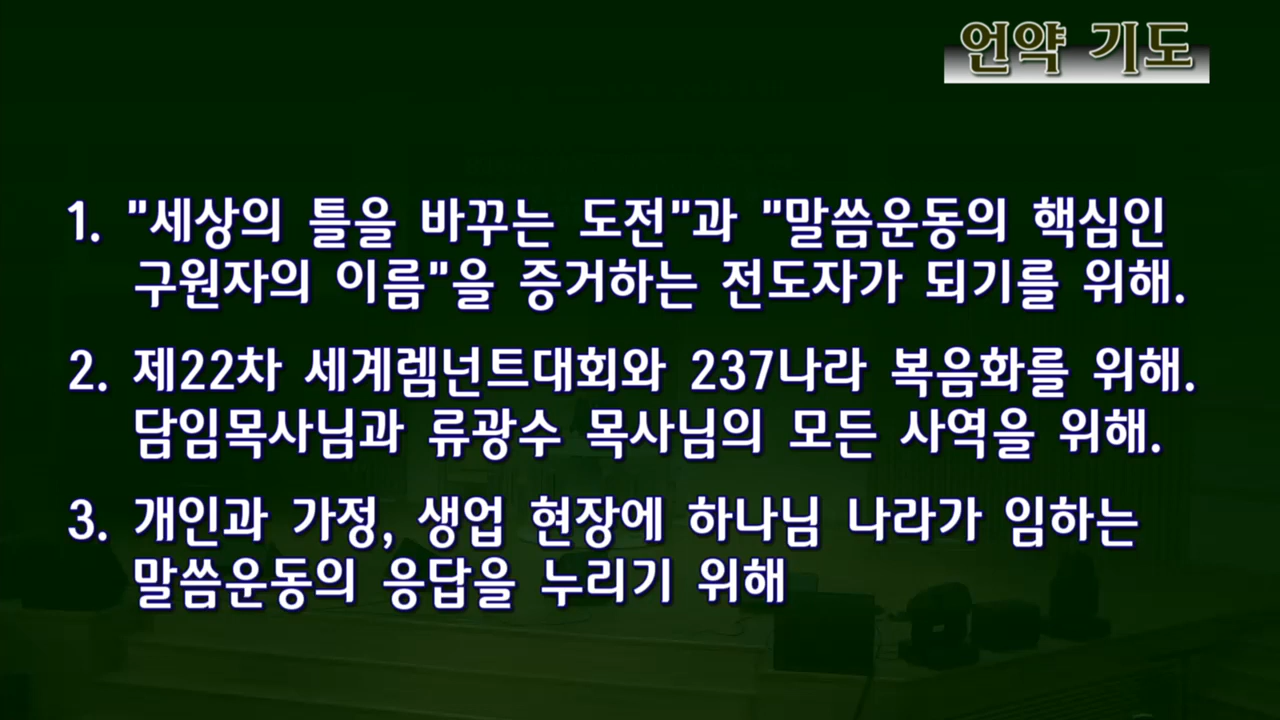 언약 기도
1. "세상의 틀을 바꾸는 도전"과 "말씀운동의 핵심인
구원자의 이름"을 증거하는 전도자가 되기를 위해.
2. 제22차 세계렘넌트대회와 237나라 복음화를 위해.
담임목사님과 류광수 목사님의 모든 사역을 위해.
3. 개인과 가정, 생업 현장에 하나님 나라가 임하는
말씀운동의 응답을 누리기 위해